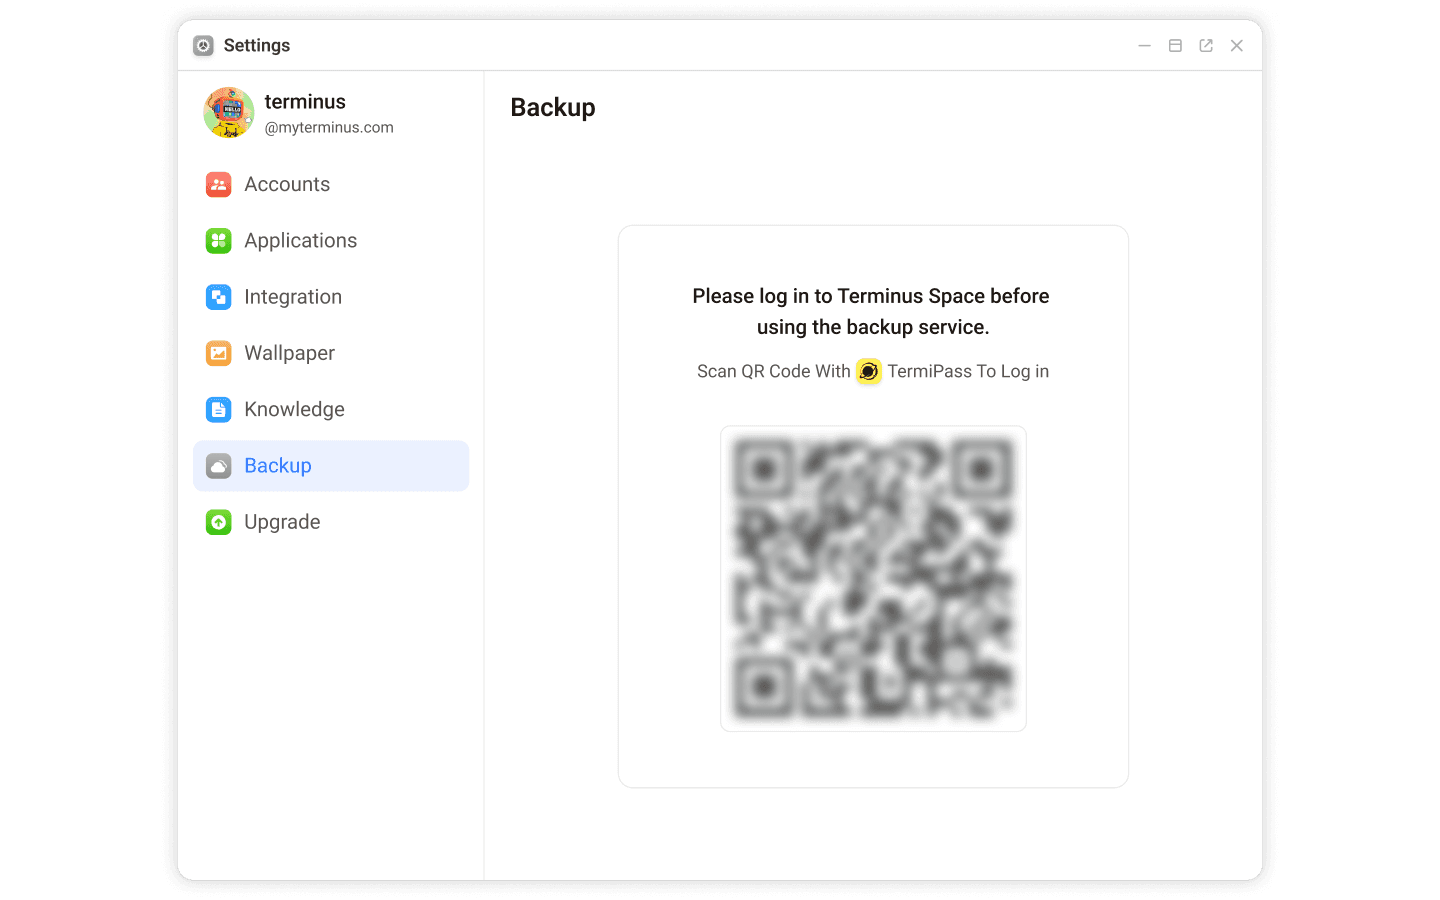 Settings
terminus
@myterminus.com
Accounts
Applications
Integration
Wallpaper
Knowledge
Backup
Upgrade
Backup
Please log in to Terminus Space before
using the backup service.
Scan QR Code With TermiPass To Log in
HELLO